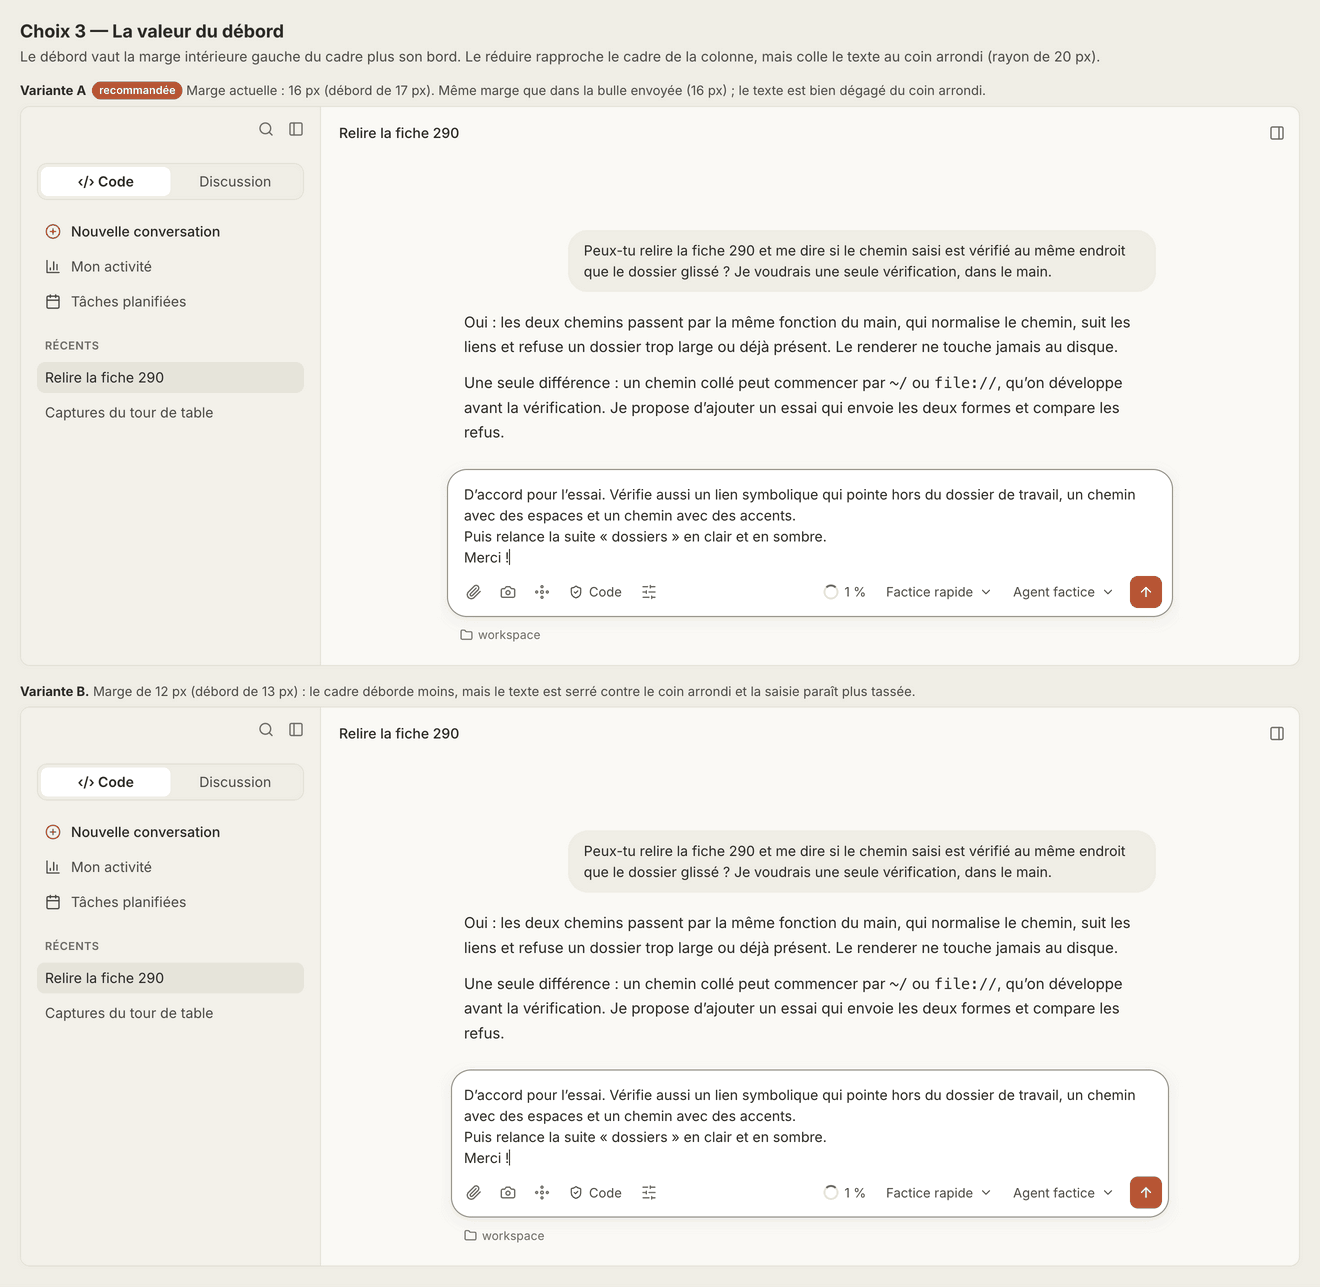 Choix 3 — La valeur du débord
Le débord vaut la marge intérieure gauche du cadre plus son bord. Le réduire rapproche le cadre de la colonne, mais colle le texte au coin arrondi (rayon de 20 px).
Variante A recommandée Marge actuelle : 16 px (débord de 17 px). Même marge que dans la bulle envoyée (16 px) ; le texte est bien dégagé du coin arrondi.
Relire la fiche 290
</> Code Discussion
Nouvelle conversation
Mon activité
Tâches planifiées
RÉCENTS
Relire la fiche 290
Captures du tour de table
Peux-tu relire la fiche 290 et me dire si le chemin saisi est vérifié au même endroit
que le dossier glissé ? Je voudrais une seule vérification, dans le main.
Oui : les deux chemins passent par la même fonction du main, qui normalise le chemin, suit les
liens et refuse un dossier trop large ou déjà présent. Le renderer ne touche jamais au disque.
Une seule différence : un chemin collé peut commencer par ~/ ou file://, qu’on développe
avant la vérification. Je propose d’ajouter un essai qui envoie les deux formes et compare les
refus.
D’accord pour l’essai. Vérifie aussi un lien symbolique qui pointe hors du dossier de travail, un chemin
avec des espaces et un chemin avec des accents.
Puis relance la suite « dossiers » en clair et en sombre.
Merci !
Code 1 % Factice rapide Agent factice
workspace
Variante B. Marge de 12 px (débord de 13 px) : le cadre déborde moins, mais le texte est serré contre le coin arrondi et la saisie paraît plus tassée.
Relire la fiche 290
</> Code Discussion
Nouvelle conversation
Mon activité
Tâches planifiées
RÉCENTS
Relire la fiche 290
Captures du tour de table
Peux-tu relire la fiche 290 et me dire si le chemin saisi est vérifié au même endroit
que le dossier glissé ? Je voudrais une seule vérification, dans le main.
Oui : les deux chemins passent par la même fonction du main, qui normalise le chemin, suit les
liens et refuse un dossier trop large ou déjà présent. Le renderer ne touche jamais au disque.
Une seule différence : un chemin collé peut commencer par ~/ ou file://, qu’on développe
avant la vérification. Je propose d’ajouter un essai qui envoie les deux formes et compare les
refus.
D’accord pour l’essai. Vérifie aussi un lien symbolique qui pointe hors du dossier de travail, un chemin
avec des espaces et un chemin avec des accents.
Puis relance la suite « dossiers » en clair et en sombre.
Merci !
Code 1 % Factice rapide Agent factice
workspace